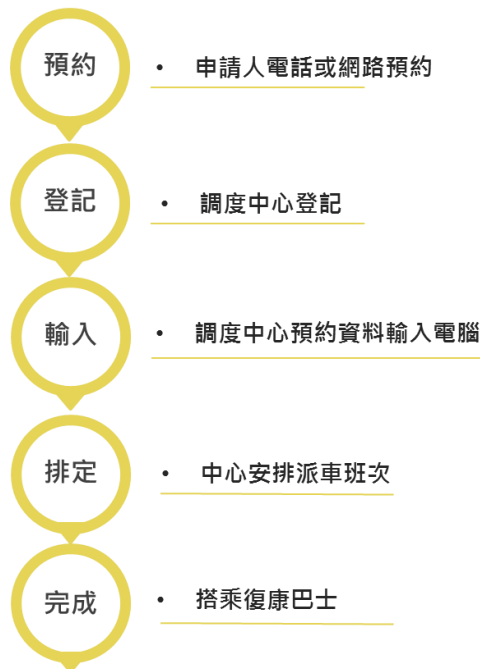 預約
• 申請人電話或網路預約
登記
• 調度中心登記
輸入
• 調度中心預約資料輸入電腦
排定
• 中心安排派車班次
完成
• 搭乘復康巴士